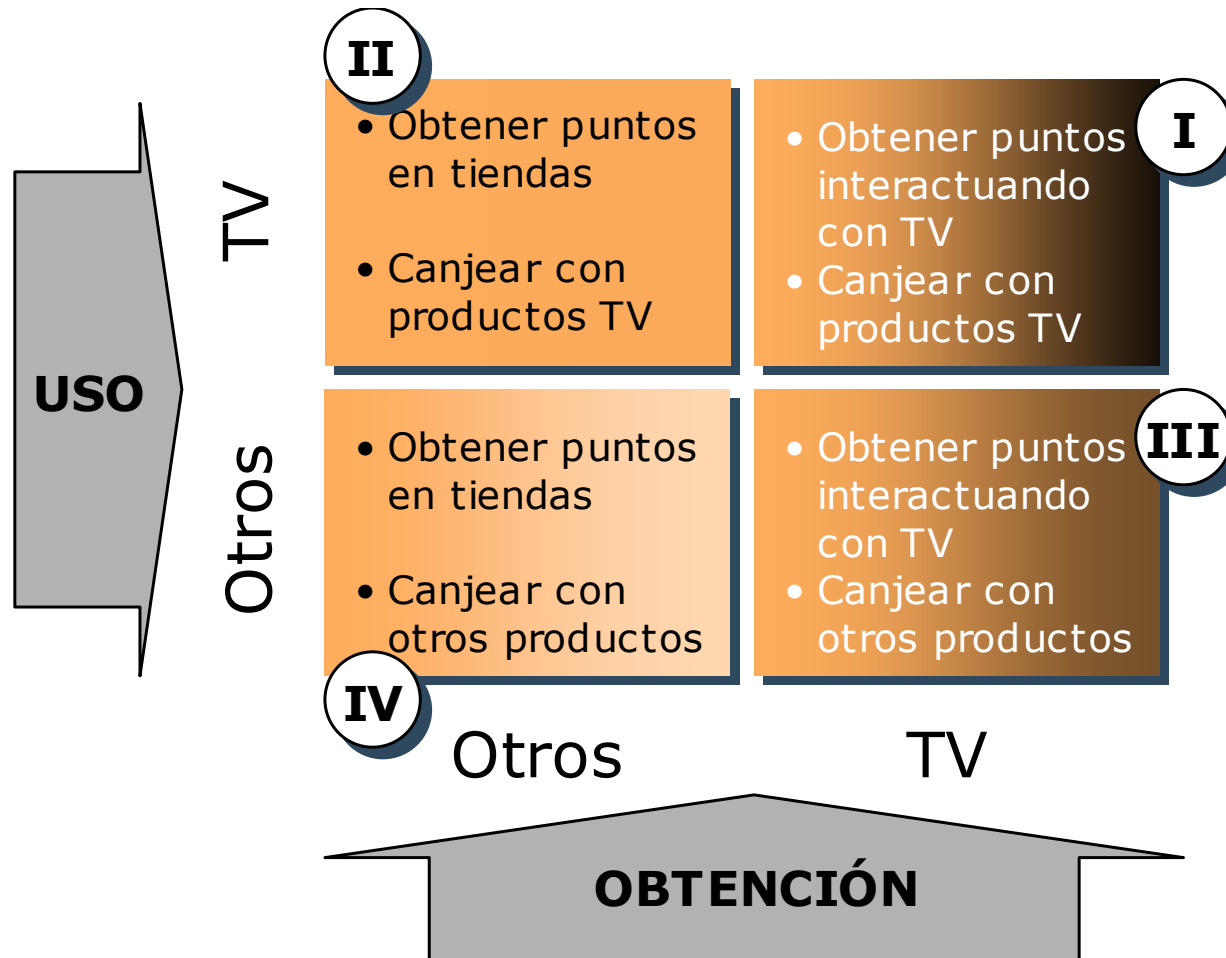 II
• Obtener puntos
en tiendas
• Canjear con
productos TV
I
• Obtener puntos
interactuando
con TV
• Canjear con
productos TV
TV
USO
Otros
• Obtener puntos
en tiendas
• Canjear con
otros productos
IV
III
• Obtener puntos
interactuando
con TV
• Canjear con
otros productos
Otros
TV
OBTENCIÓN